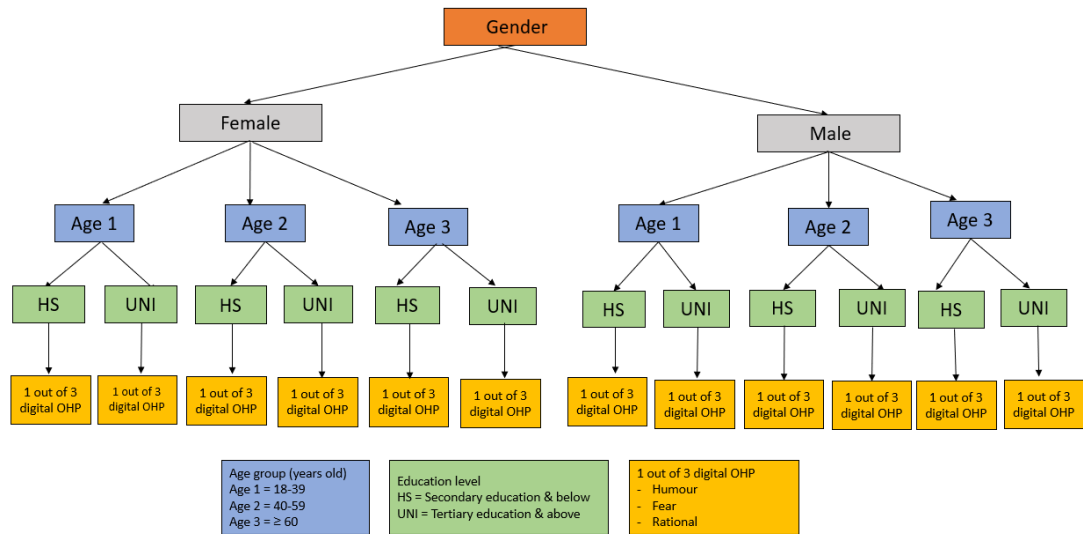 Gender
Female
Male
Age 1
Age 2
Age 3
Age 1
Age 2
Age 3
HS
UNI
HS
UNI
HS
UNI
HS
UNI
HS
UNI
HS
UNI
1 out of 3
digital OHP
1 out of 3
digital OHP
1 out of 3
digital OHP
1 out of 3
digital OHP
1 out of 3
digital OHP
1 out of 3
digital OHP
1 out of 3
digital OHP
1 out of 3
digital OHP
1 out of 3
digital OHP
1 out of 3
digital OHP
1 out of 3
digital OHP
1 out of 3
digital OHP
Age group (years old)
Age 1 = 18-39
Age 2 = 40-59
Age 3 = ≥ 60
Education level
HS = Secondary education & below
UNI = Tertiary education & above
1 out of 3 digital OHP
- Humour
- Fear
- Rational